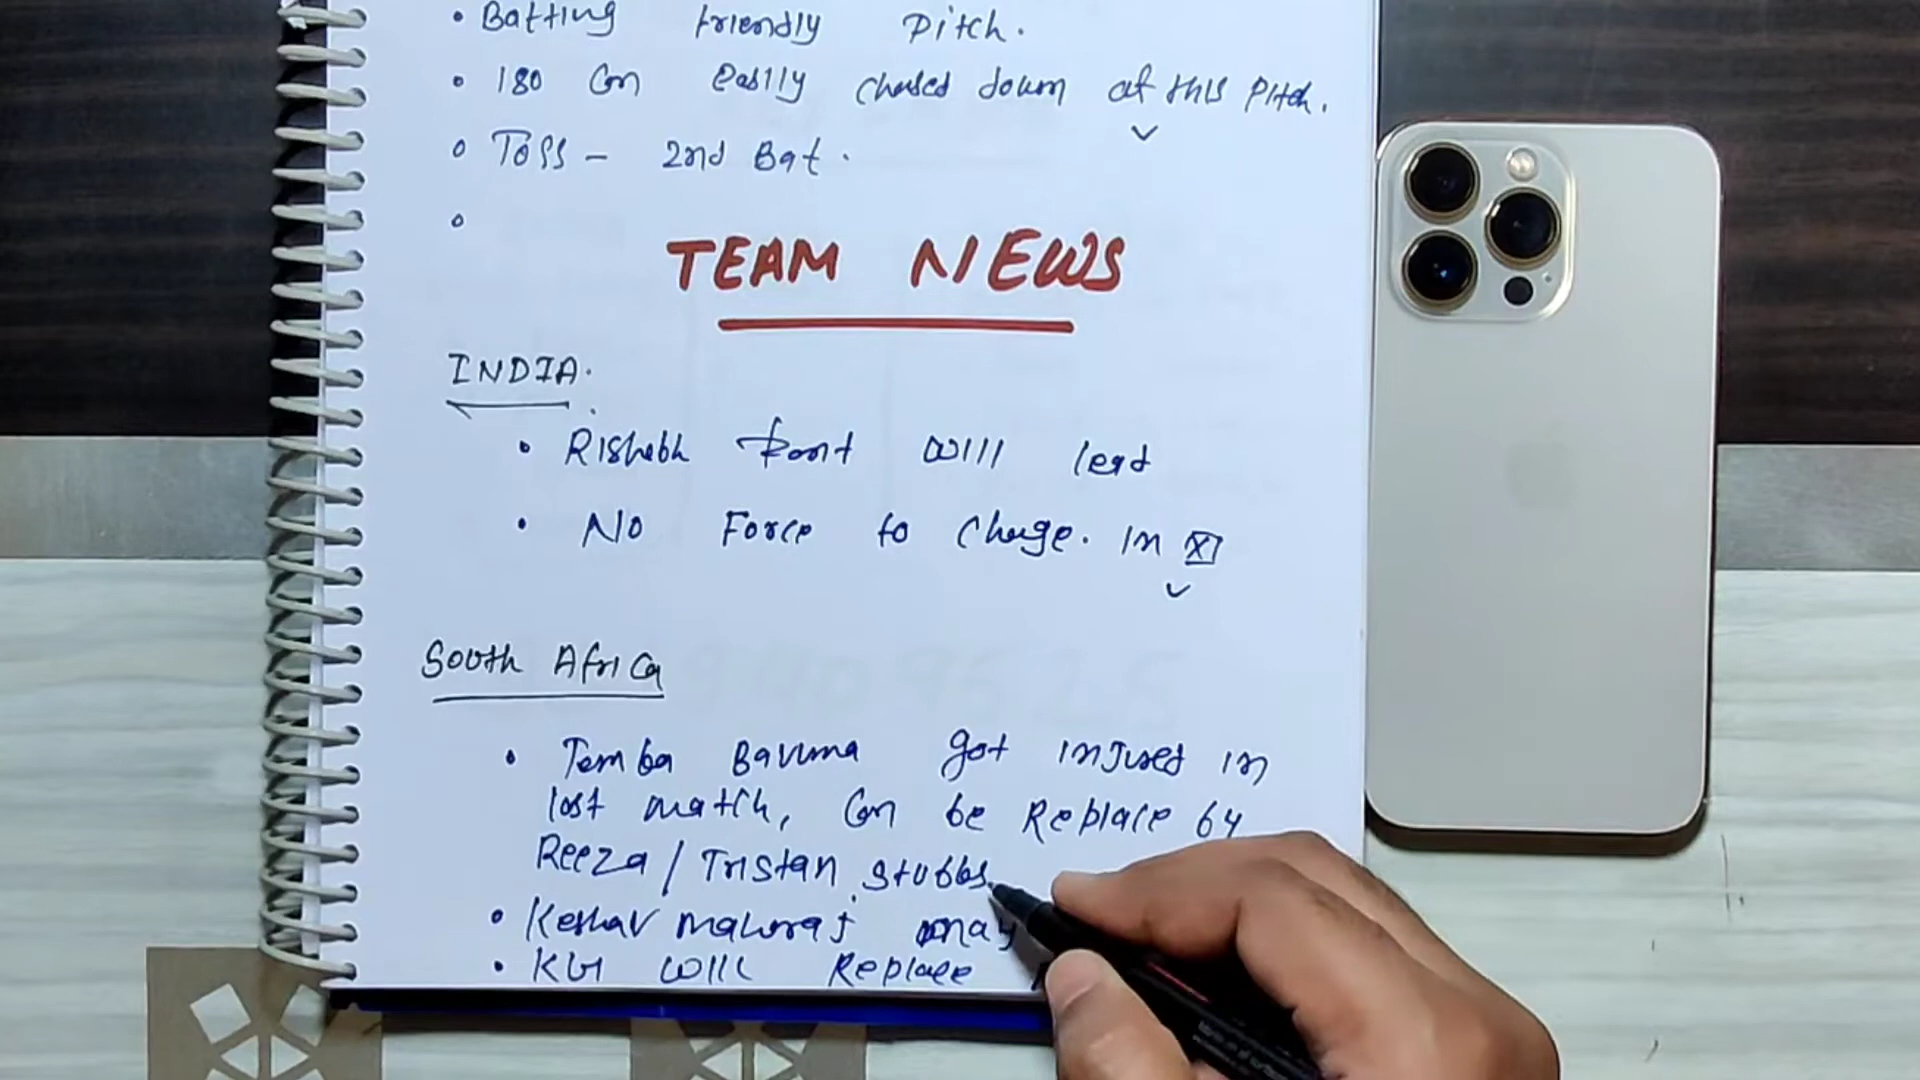 • Batting friendly Pitch.
• 180 Can easily chased down at this Pitch.
• Toss - 2nd Bat.
TEAM NEWS
INDIA.
• Rishabh Pant will lead
• No Force to Change. in XI
South Africa
• Temba Bavuma got injured in
last match, Can be Replace by
Reeza / Tristan Stubbs
• Keshav mahraj may
• KG will Replace